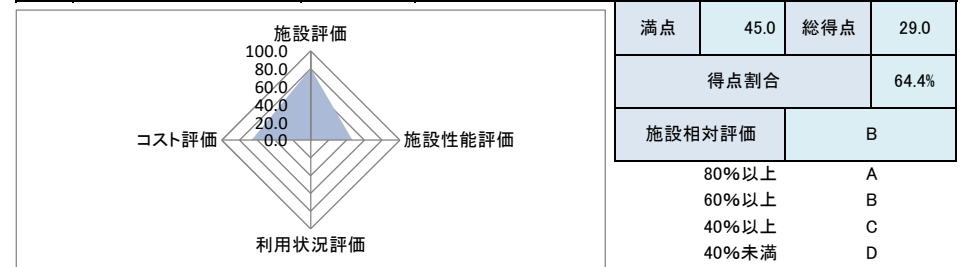 施設評価
100.0
80.0
60.0
40.0
20.0
0.0
コスト評価
施設性能評価
利用状況評価
満点 45.0 総得点 29.0
得点割合 64.4%
施設相対評価 B
80%以上 A
60%以上 B
40%以上 C
40%未満 D